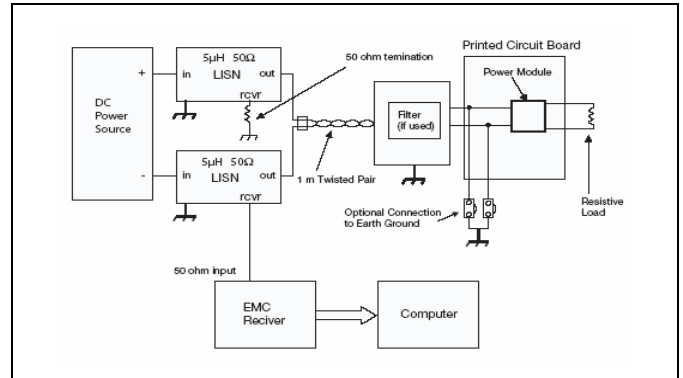 Printed Circuit Board
Power Module
5µH 50Ω
LISN
in
out
rcvr
50 ohm temination
+
DC
Power
Source
-
Filter
(if used)
5µH 50Ω
LISN
in
out
rcvr
1 m Twisted Pair
Optional Connection
to Earth Ground
Resistive
Load
50 ohm input
EMC
Reciver
Computer